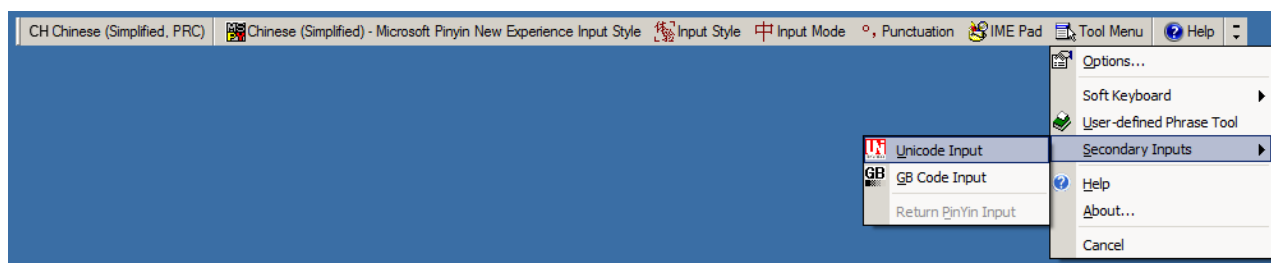 CH Chinese (Simplified, PRC) Chinese (Simplified) - Microsoft Pinyin New Experience Input Style Input Style 中 Input Mode °, Punctuation IME Pad Tool Menu Help
Options...
Soft Keyboard
User-defined Phrase Tool
Secondary Inputs
Help
About...
Cancel
Unicode Input
GB GB Code Input
Return PinYin Input